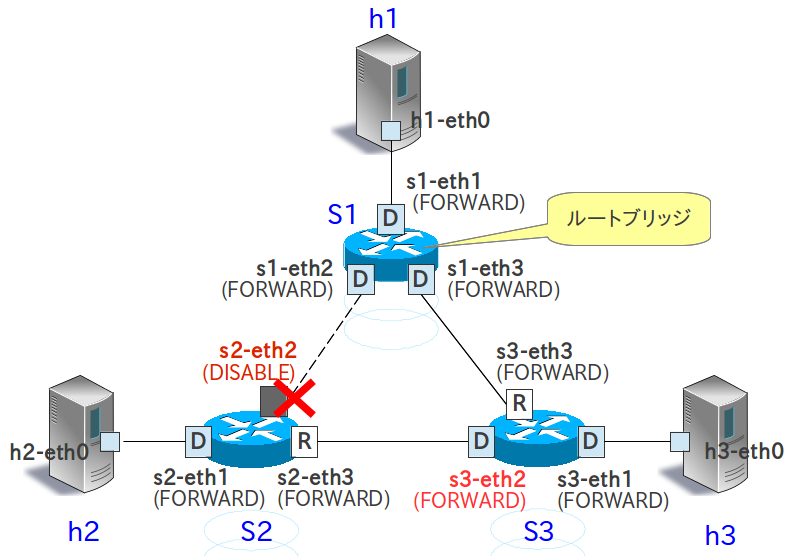 h1
h1-eth0
s1-eth1
(FORWARD)
S1
D
ルートブリッジ
s1-eth2
(FORWARD)
D
D
s1-eth3
(FORWARD)
s2-eth2
(DISABLE)
s3-eth3
(FORWARD)
R
h2-eth0
D
R
D
D
h3-eth0
s2-eth1
(FORWARD)
s2-eth3
(FORWARD)
s3-eth2
(FORWARD)
s3-eth1
(FORWARD)
h2
S2
S3
h3